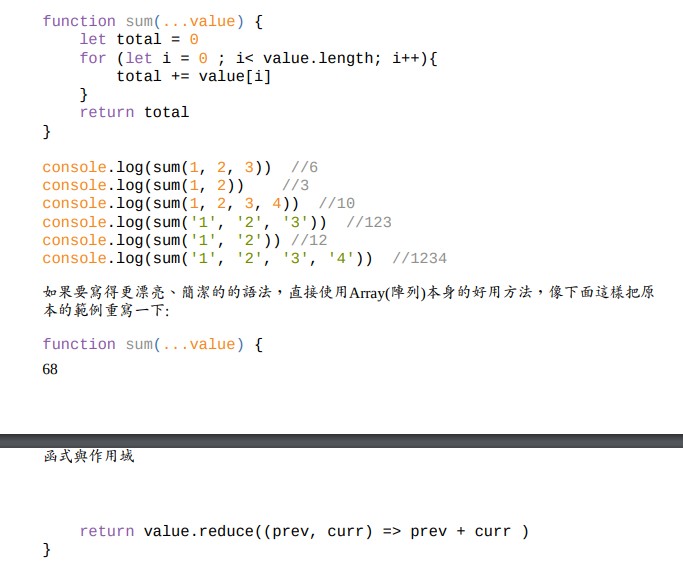 function sum(...value) {
    let total = 0
    for (let i = 0 ; i< value.length; i++){
        total += value[i]
    }
    return total
}
console.log(sum(1, 2, 3))  //6
console.log(sum(1, 2))    //3
console.log(sum(1, 2, 3, 4))  //10
console.log(sum('1', '2', '3'))  //123
console.log(sum('1', '2')) //12
console.log(sum('1', '2', '3', '4'))  //1234
如果要寫得更漂亮、簡潔的的語法，直接使用Array(陣列)本身的好用方法，像下面這樣把原
本的範例重寫一下:
function sum(...value) {
68
函式與作用域
    return value.reduce((prev, curr) => prev + curr )
}